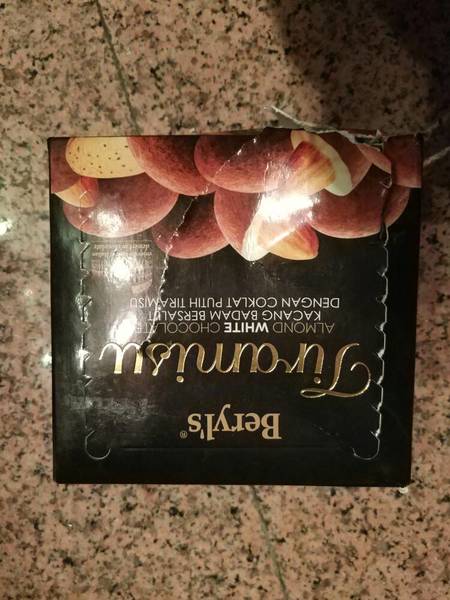 Beryl's®
Tiramisu
ALMOND WHITE CHOCOLATE
KACANG BADAM BERSALUT
DENGAN COKLAT PUTIH TIRAMISU